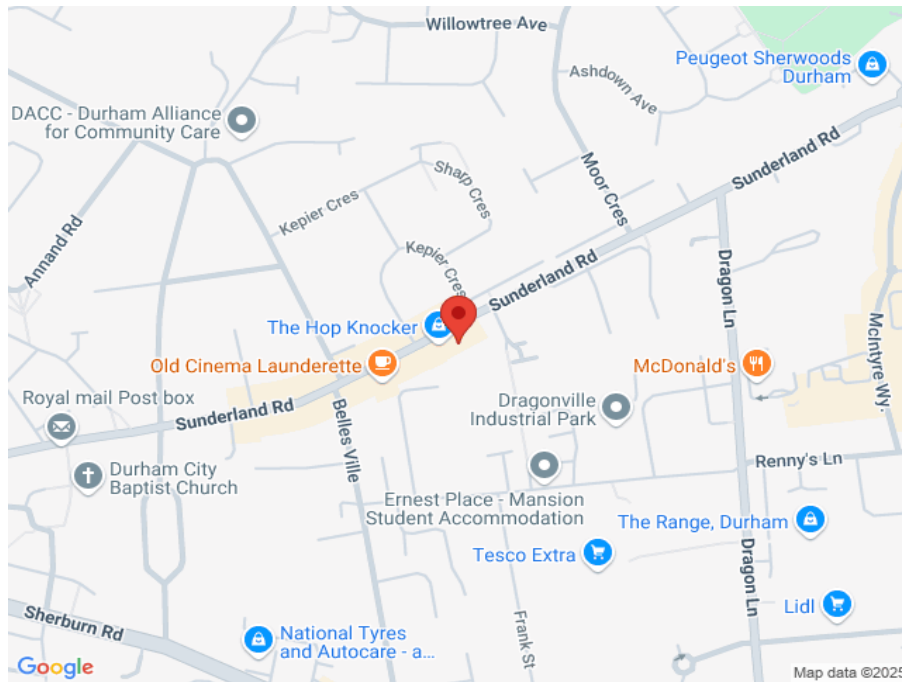 Willowtree Ave
Peugeot Sherwoods
Durham
Ashdown Ave
DACC - Durham Alliance
for Community Care
Sunderland Rd
Moor Cres
Sharp Cres
Kepier Cres
Annand Rd
Kepier Cres
Dragon Ln
Sunderland Rd
The Hop Knocker
McIntyre Wy.
Old Cinema Launderette
McDonald's
Royal mail Post box
Sunderland Rd
Dragonville
Industrial Park
Belles Ville
Durham City
Baptist Church
Renny's Ln
Ernest Place - Mansion
Student Accommodation
The Range, Durham
Tesco Extra
Dragon Ln
Lidl
Sherburn Rd
Frank St
National Tyres
and Autocare - a...
Google
Map data ©2025